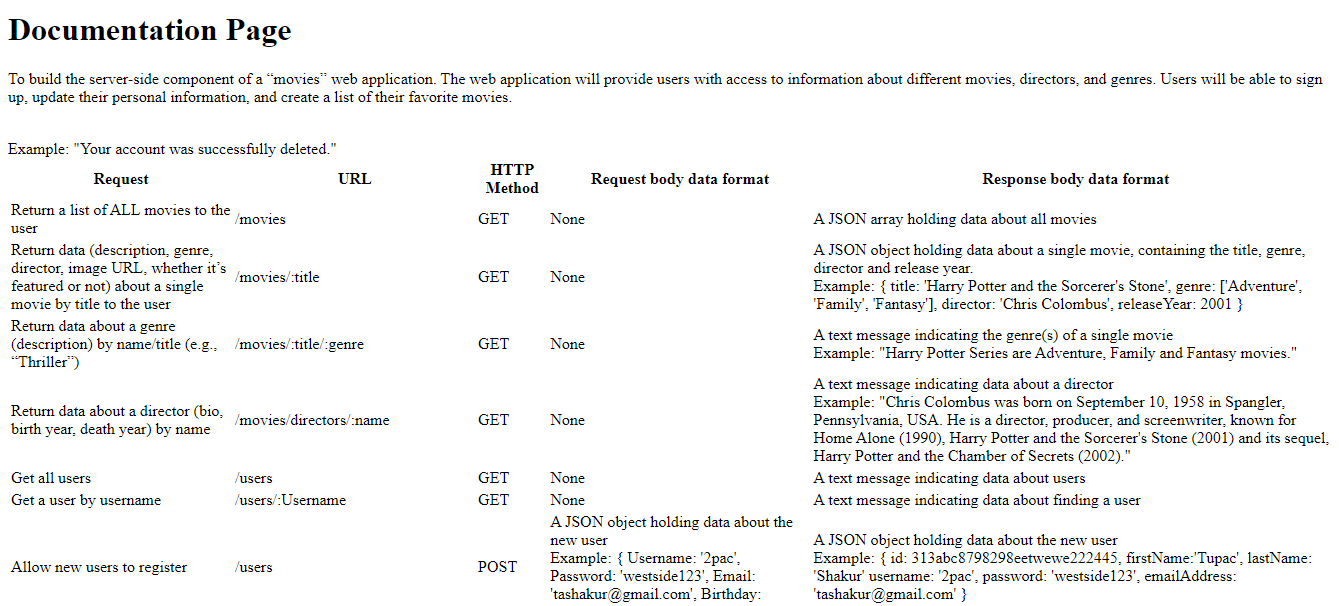 Documentation Page
To build the server-side component of a “movies” web application. The web application will provide users with access to information about different movies, directors, and genres. Users will be able to sign
up, update their personal information, and create a list of their favorite movies.
Example: "Your account was successfully deleted."
Request URL HTTP Method Request body data format Response body data format
Return a list of ALL movies to the
user
/movies
GET
None
A JSON array holding data about all movies
Return data (description, genre,
director, image URL, whether it’s
featured or not) about a single
movie by title to the user
/movies/:title
GET
None
A JSON object holding data about a single movie, containing the title, genre,
director and release year.
Example: { title: 'Harry Potter and the Sorcerer's Stone', genre: ['Adventure',
'Family', 'Fantasy'], director: 'Chris Colombus', releaseYear: 2001 }
Return data about a genre
(description) by name/title (e.g.,
“Thriller”)
/movies/:title/:genre
GET
None
A text message indicating the genre(s) of a single movie
Example: "Harry Potter Series are Adventure, Family and Fantasy movies."
Return data about a director (bio,
birth year, death year) by name
/movies/directors/:name
GET
None
A text message indicating data about a director
Example: "Chris Colombus was born on September 10, 1958 in Spangler,
Pennsylvania, USA. He is a director, producer, and screenwriter, known for
Home Alone (1990), Harry Potter and the Sorcerer's Stone (2001) and its sequel,
Harry Potter and the Chamber of Secrets (2002)."
Get all users
/users
GET
None
A text message indicating data about users
Get a user by username
/users/:Username
GET
None
A text message indicating data about finding a user
Allow new users to register
/users
POST
A JSON object holding data about the
new user
Example: { Username: '2pac',
Password: 'westside123', Email:
'tashakur@gmail.com', Birthday:
A JSON object holding data about the new user
Example: { id: 313abc8798298eetwewe222445, firstName:'Tupac', lastName:
'Shakur' username: '2pac', password: 'westside123', emailAddress:
'tashakur@gmail.com' }